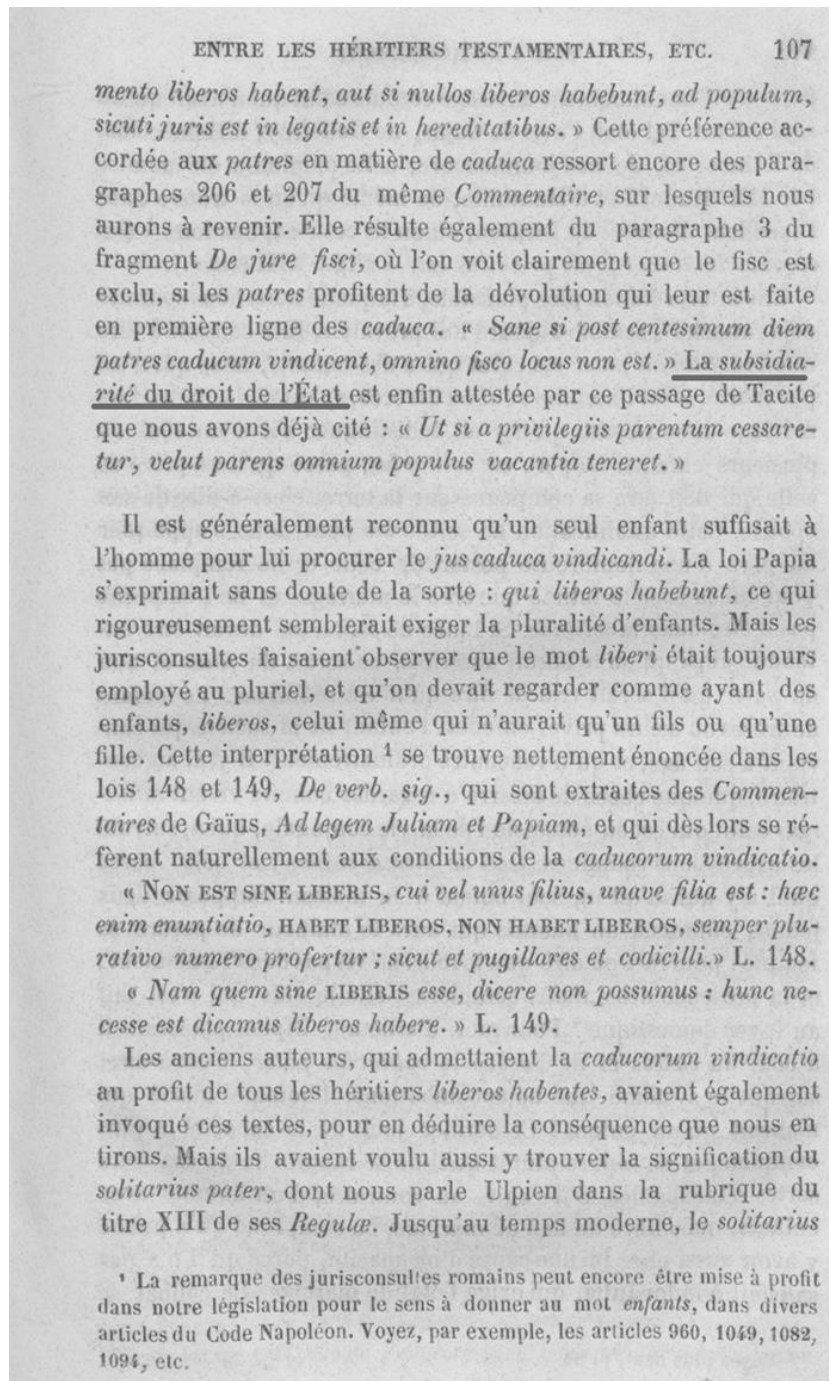 ENTRE LES HÉRITIERS TESTAMENTAIRES, ETC. 107
mento liberos habent, aut si nullos liberos habebunt, ad populum,
sicuti juris est in legatis et in hereditatibus. » Cette préférence ac-
cordée aux patres en matière de caduca ressort encore des para-
graphes 206 et 207 du même Commentaire, sur lesquels nous
aurons à revenir. Elle résulte également du paragraphe 3 du
fragment De jure fisci, où l'on voit clairement que le fisc est
exclu, si les patres profitent de la dévolution qui leur est faite
en première ligne des caduca. « Sane si post centesimum diem
patres caducum vindicent, omnino fisco locus non est. » La subsidia-
rité du droit de l'État est enfin attestée par ce passage de Tacite
que nous avons déjà cité : « Ut si a privilegiis parentum cessare-
tur, velut parens omnium populus vacantia teneret. »
Il est généralement reconnu qu'un seul enfant suffisait à
l'homme pour lui procurer le jus caduca vindicandi. La loi Papia
s'exprimait sans doute de la sorte : qui liberos habebunt, ce qui
rigoureusement semblerait exiger la pluralité d'enfants. Mais les
jurisconsultes faisaient observer que le mot liberi était toujours
employé au pluriel, et qu'on devait regarder comme ayant des
enfants, liberos, celui même qui n'aurait qu'un fils ou qu'une
fille. Cette interprétation 1 se trouve nettement énoncée dans les
lois 148 et 149, De verb. sig., qui sont extraites des Commen-
taires de Gaïus, Ad legem Juliam et Papiam, et qui dès lors se ré-
fèrent naturellement aux conditions de la caducorum vindicatio.
« NON EST SINE LIBERIS, cui vel unus filius, unave filia est : hæc
enim enuntiatio, HABET LIBEROS, NON HABET LIBEROS, semper plu-
rativo numero profertur ; sicut et pugillares et codicilli. » L. 148.
« Nam quem sine LIBERIS esse, dicere non possumus : hunc ne-
cesse est dicamus liberos habere. » L. 149.
Les anciens auteurs, qui admettaient la caducorum vindicatio
au profit de tous les héritiers liberos habentes, avaient également
invoqué ces textes, pour en déduire la conséquence que nous en
tirons. Mais ils avaient voulu aussi y trouver la signification du
solitarius pater, dont nous parle Ulpien dans la rubrique du
titre XIII de ses Regulæ. Jusqu'au temps moderne, le solitarius
1 La remarque des jurisconsultes romains peut encore être mise à profit
dans notre législation pour le sens à donner au mot enfants, dans divers
articles du Code Napoléon. Voyez, par exemple, les articles 960, 1049, 1082,
1094, etc.